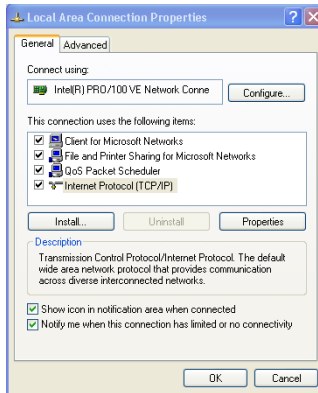 Local Area Connection Properties
General Advanced
Connect using:
Intel(R) PRO/100 VE Network Conne
Configure...
This connection uses the following items:
Client for Microsoft Networks
File and Printer Sharing for Microsoft Networks
QoS Packet Scheduler
Internet Protocol (TCP/IP)
Install... Uninstall Properties
Description
Transmission Control Protocol/Internet Protocol. The default
wide area network protocol that provides communication
across diverse interconnected networks.
Show icon in notification area when connected
Notify me when this connection has limited or no connectivity
OK Cancel